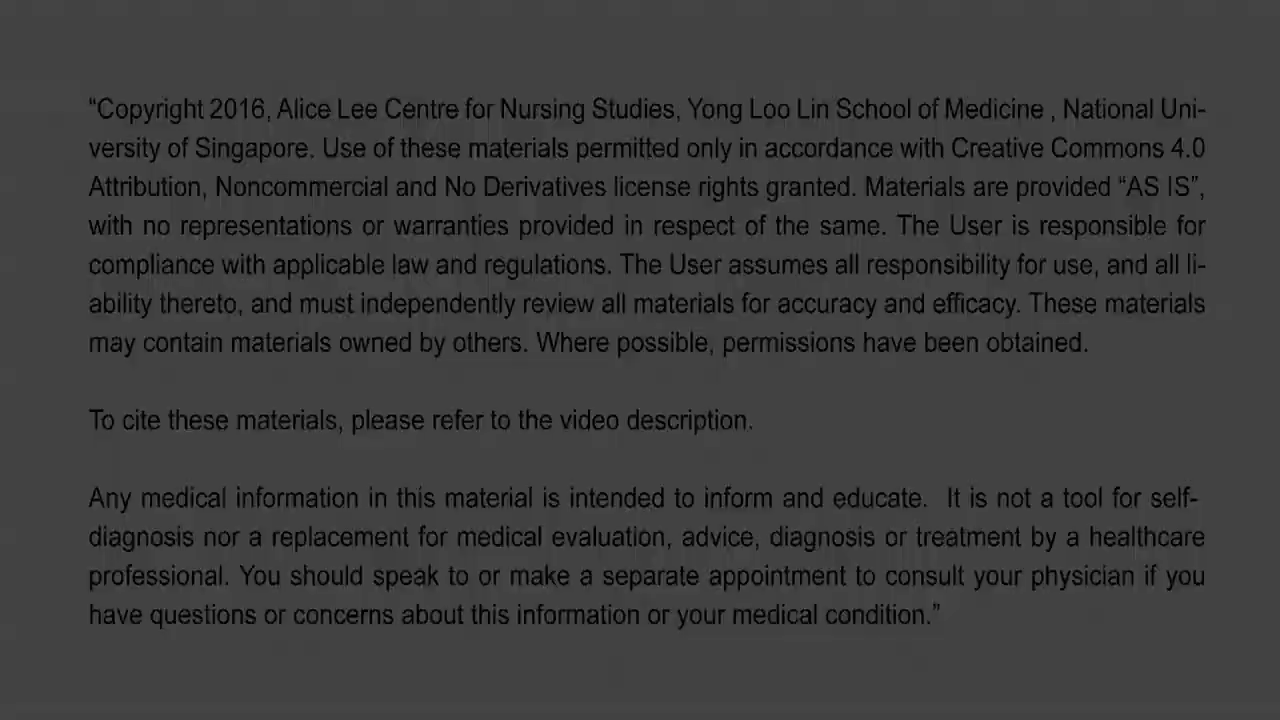 “Copyright 2016, Alice Lee Centre for Nursing Studies, Yong Loo Lin School of Medicine , National Uni-
versity of Singapore. Use of these materials permitted only in accordance with Creative Commons 4.0
Attribution, Noncommercial and No Derivatives license rights granted. Materials are provided “AS IS”,
with no representations or warranties provided in respect of the same. The User is responsible for
compliance with applicable law and regulations. The User assumes all responsibility for use, and all li-
ability thereto, and must independently review all materials for accuracy and efficacy. These materials
may contain materials owned by others. Where possible, permissions have been obtained.
To cite these materials, please refer to the video description.
Any medical information in this material is intended to inform and educate.  It is not a tool for self-
diagnosis nor a replacement for medical evaluation, advice, diagnosis or treatment by a healthcare
professional. You should speak to or make a separate appointment to consult your physician if you
have questions or concerns about this information or your medical condition.”